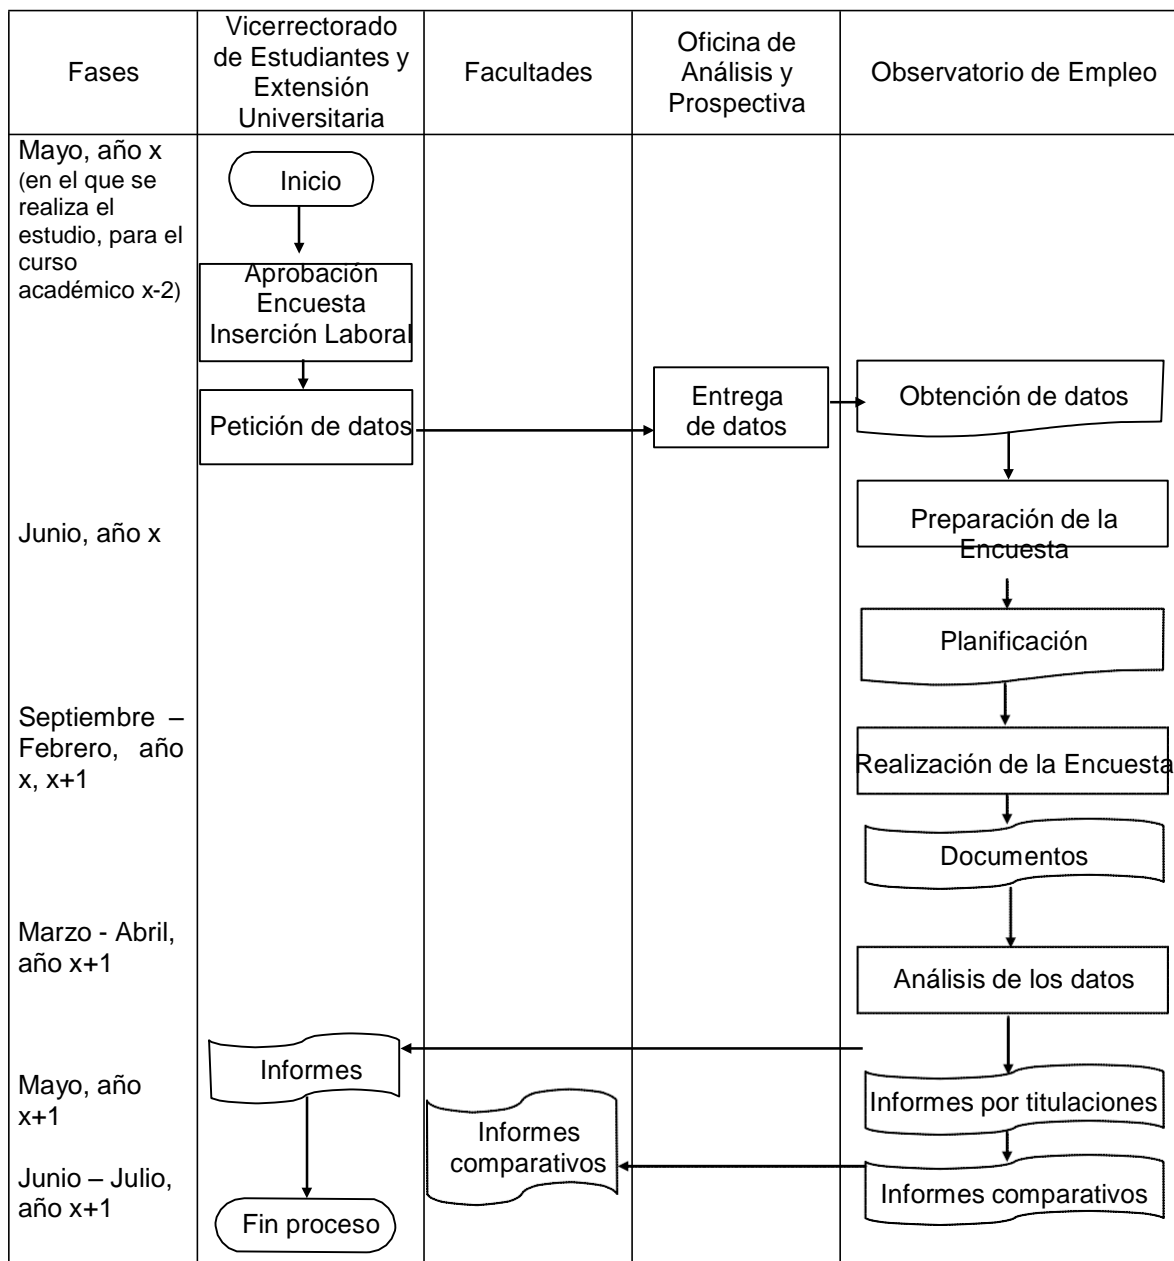 Fases
Vicerrectorado
de Estudiantes y
Extensión
Universitaria
Facultades
Oficina de
Análisis y
Prospectiva
Observatorio de Empleo
Mayo, año x
(en el que se
realiza el
estudio, para el
curso
académico x-2)
Inicio
Aprobación
Encuesta
Inserción Laboral
Petición de datos
Entrega
de datos
Obtención de datos
Junio, año x
Preparación de la
Encuesta
Planificación
Septiembre –
Febrero, año
x, x+1
Realización de la Encuesta
Documentos
Marzo - Abril,
año x+1
Análisis de los datos
Informes
Mayo, año
x+1
Informes por titulaciones
Informes
comparativos
Junio – Julio,
año x+1
Informes comparativos
Fin proceso